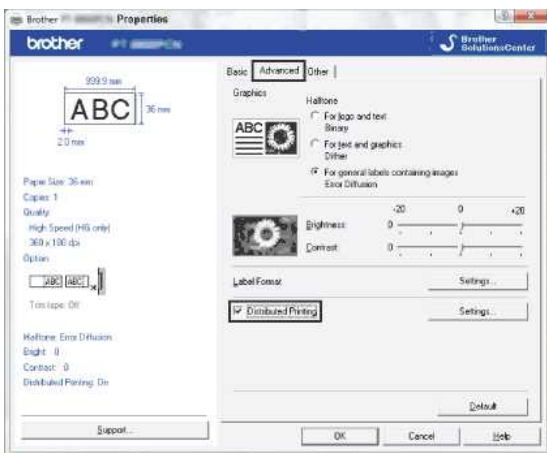 Brother Properties
brother
Brother
SolutionsCenter
999.9 mm
ABC
36 mm
2.0 mm
Paper Size: 36 mm
Copies: 1
Quality:
High Speed (HG only)
360 x 180 dpi
Option:
ABC ABC
Trim tape: Off
Halftone: Error Diffusion
Bright: 0
Contrast: 0
Distributed Printing: On
Support...
Basic Advanced Other
Graphics
ABC
Halftone
For logo and text
Binary
For text and graphics
Dither
For general labels containing images
Error Diffusion
-20 0 +20
Brightness: 0
Contrast: 0
Label Format
Settings...
Distributed Printing
Settings...
Default
OK Cancel Help